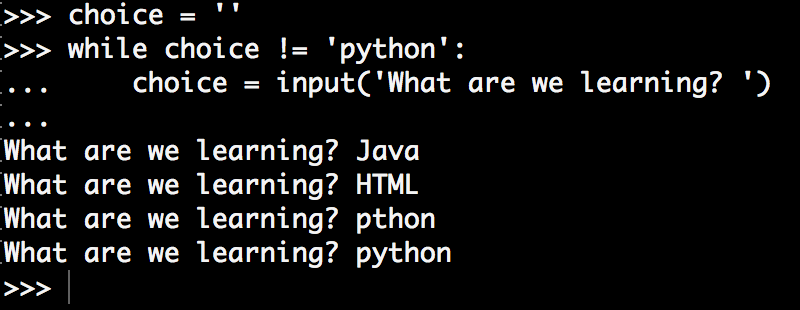 >>> choice = ''
>>> while choice != 'python':
...     choice = input('What are we learning? ')
...
What are we learning? Java
What are we learning? HTML
What are we learning? pthon
What are we learning? python
>>>